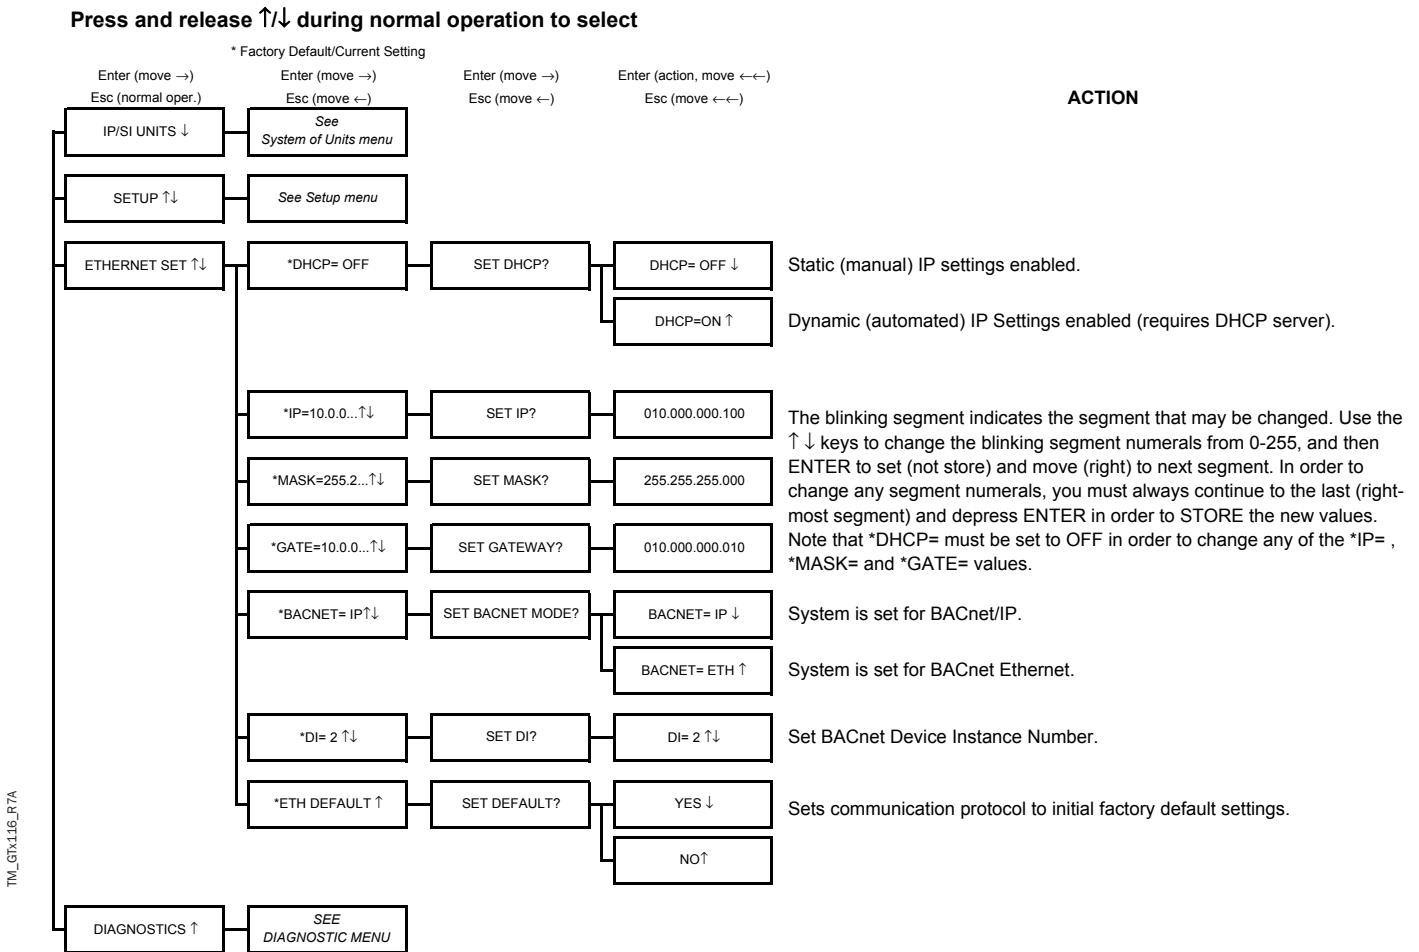 Press and release ↑/↓ during normal operation to select
* Factory Default/Current Setting
Enter (move →) Enter (move →) Enter (move →) Enter (action, move ←←)
Esc (normal oper.) Esc (move ←) Esc (move ←) Esc (move ←←) ACTION
IP/SI UNITS ↓
See
System of Units menu
SETUP ↑↓ See Setup menu
ETHERNET SET ↑↓ *DHCP= OFF SET DHCP? DHCP= OFF ↓ Static (manual) IP settings enabled.
DHCP=ON ↑ Dynamic (automated) IP Settings enabled (requires DHCP server).
*IP=10.0.0...↑↓ SET IP? 010.000.000.100
*MASK=255.2...↑↓ SET MASK? 255.255.255.000
*GATE=10.0.0...↑↓ SET GATEWAY? 010.000.000.010
The blinking segment indicates the segment that may be changed. Use the
↑ ↓ keys to change the blinking segment numerals from 0-255, and then
ENTER to set (not store) and move (right) to next segment. In order to
change any segment numerals, you must always continue to the last (right-
most segment) and depress ENTER in order to STORE the new values.
Note that *DHCP= must be set to OFF in order to change any of the *IP= ,
*MASK= and *GATE= values.
*BACNET= IP↑↓ SET BACNET MODE? BACNET= IP ↓ System is set for BACnet/IP.
BACNET= ETH ↑ System is set for BACnet Ethernet.
*DI= 2 ↑↓ SET DI? DI= 2 ↑↓ Set BACnet Device Instance Number.
*ETH DEFAULT ↑ SET DEFAULT? YES ↓ Sets communication protocol to initial factory default settings.
NO↑
DIAGNOSTICS ↑
SEE
DIAGNOSTIC MENU
TM_GTx116_R7A